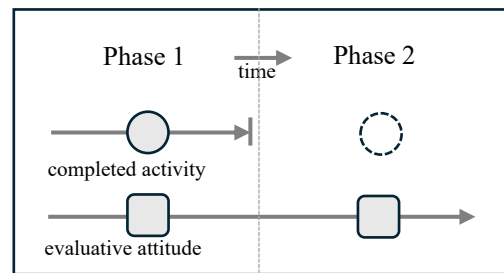 Phase 1
time
Phase 2
completed activity
evaluative attitude